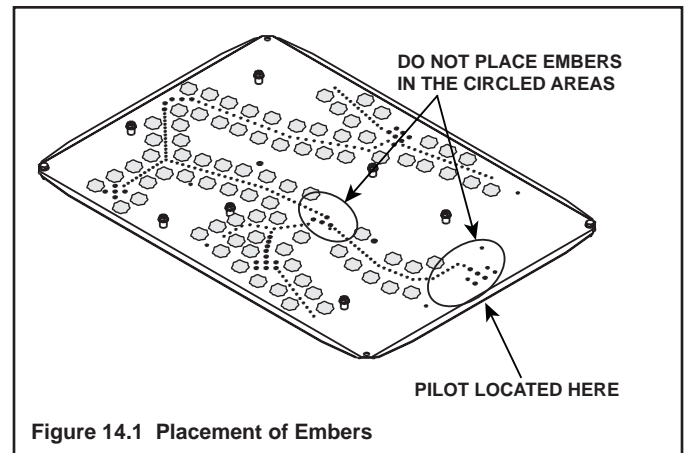 DO NOT PLACE EMBERS
IN THE CIRCLED AREAS
PILOT LOCATED HERE
Figure 14.1 Placement of Embers